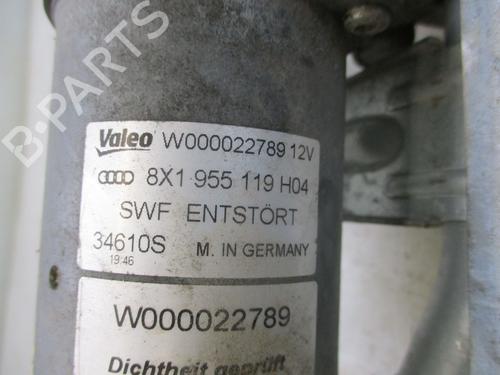 B-PARTS
Valeo W000022789 12V
8X1 955 119 H04
SWF ENTSTÖRT
34610S M. IN GERMANY
19:46
W000022789
Dichtheit geprüft